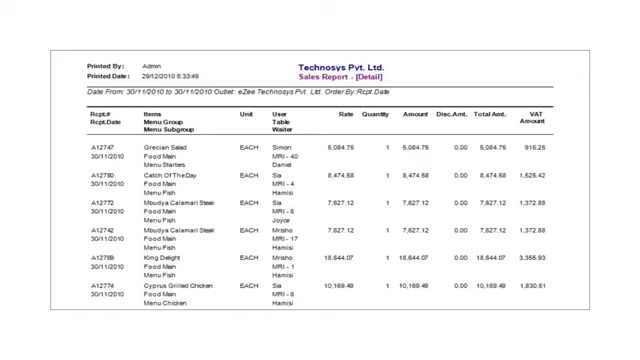 Printed By: Admin
Technosys Pvt. Ltd.
Printed Date: 29/12/2010 5:33:49
Sales Report - [Detail]
Date From: 30/11/2010 to 30/11/2010 Outlet: eZee Technosys Pvt. Ltd. Order By:Rcpt.Date
Rcpt.# Items Unit User Rate Quantity Amount Disc.Amt. Total Amt. VAT
Rcpt.Date Menu Group Table Amount
Menu Subgroup Waiter
A12747 Grecian Salad EACH Simon 5,084.75 1 5,084.75 0.00 5,084.75 915.25
30/11/2010 Food Main MRI - 40
Menu Starters Daniel
A12780 Catch Of TheDay EACH Sia 8,474.58 1 8,474.58 0.00 8,474.58 1,525.42
30/11/2010 Food Main MRI - 4
Menu Fish Hamisi
A12772 Mbudya Calamari Steak EACH Sia 7,627.12 1 7,627.12 0.00 7,627.12 1,372.88
30/11/2010 Food Main MRI - 6
Menu Fish Joyce
A12742 Mbudya Calamari Steak EACH Mrisho 7,627.12 1 7,627.12 0.00 7,627.12 1,372.88
30/11/2010 Food Main MRI - 17
Menu Fish Hamisi
A12769 King Delight EACH Mrisho 18,644.07 1 18,644.07 0.00 18,644.07 3,355.93
30/11/2010 Food Main MRI - 1
Menu Fish Hamisi
A12774 Cyprus Grilled Chicken EACH Sia 10,169.49 1 10,169.49 0.00 10,169.49 1,830.51
30/11/2010 Food Main MRI - 6
Menu Chicken Hamisi